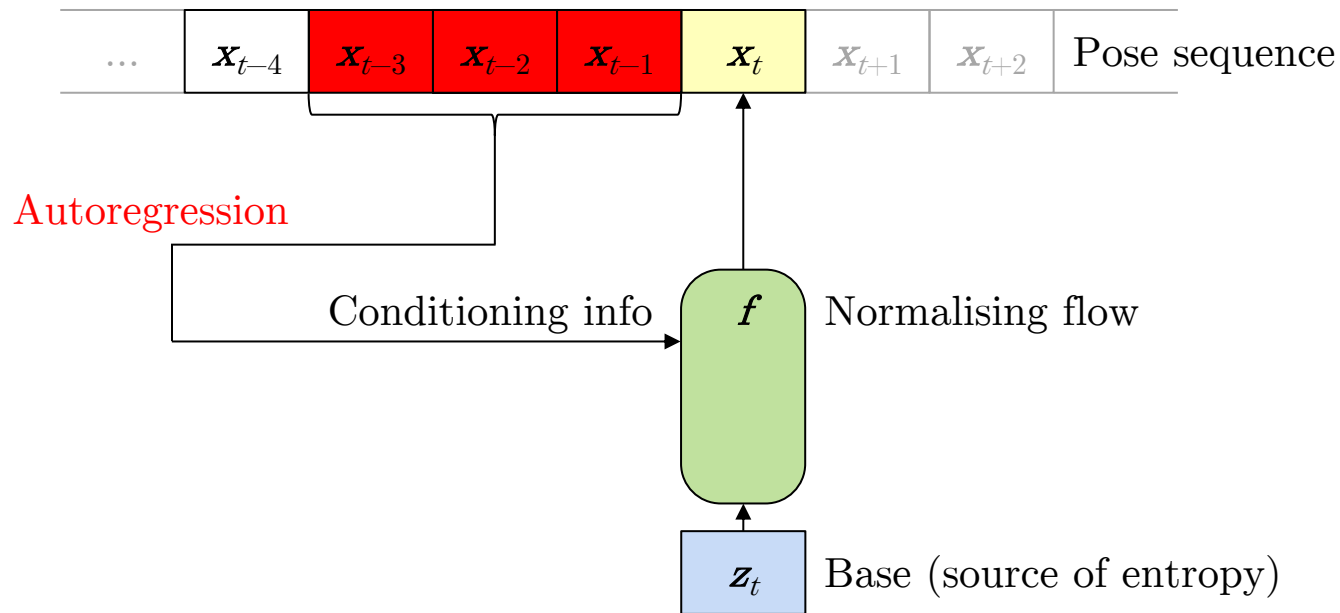 ... x_{t−4} x_{t−3} x_{t−2} x_{t−1} x_t x_{t+1} x_{t+2} Pose sequence
Autoregression
Conditioning info f Normalising flow
z_t Base (source of entropy)